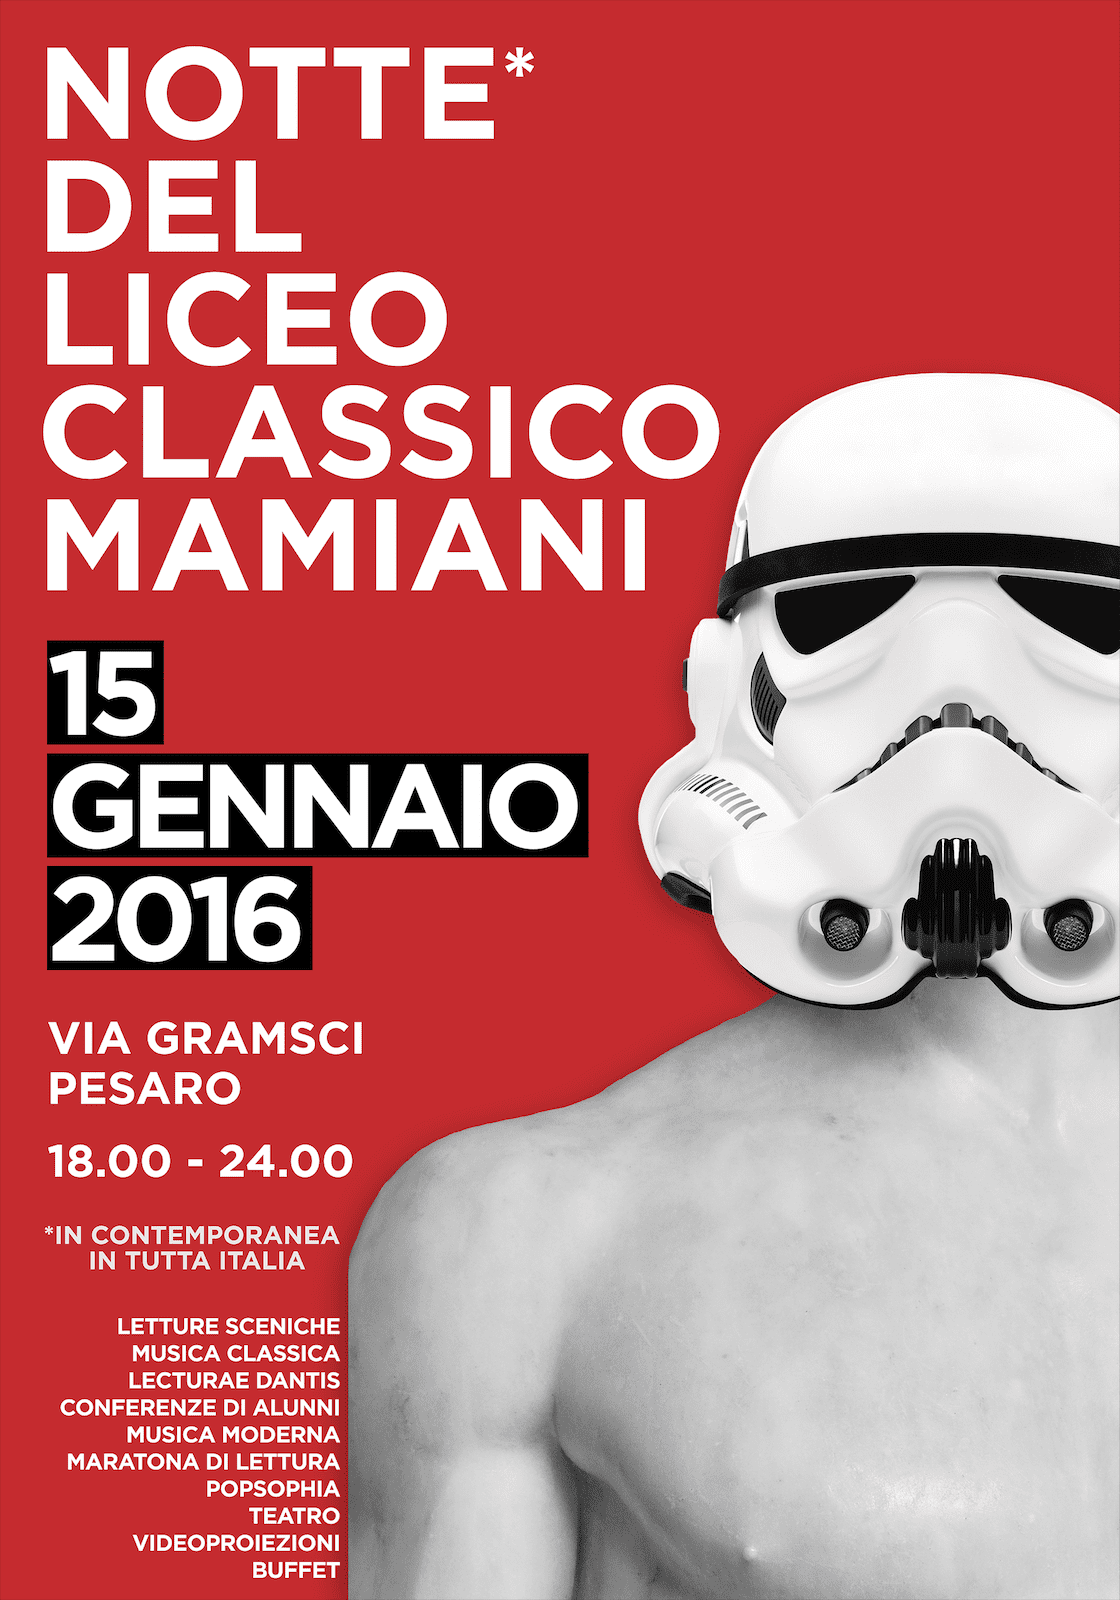 NOTTE*
DEL
LICEO
CLASSICO
MAMIANI
15
GENNAIO
2016
VIA GRAMSCI
PESARO
18.00 - 24.00
*IN CONTEMPORANEA
IN TUTTA ITALIA
LETTURE SCENICHE
MUSICA CLASSICA
LECTURAE DANTIS
CONFERENZE DI ALUNNI
MUSICA MODERNA
MARATONA DI LETTURA
POPSOPHIA
TEATRO
VIDEOPROIEZIONI
BUFFET